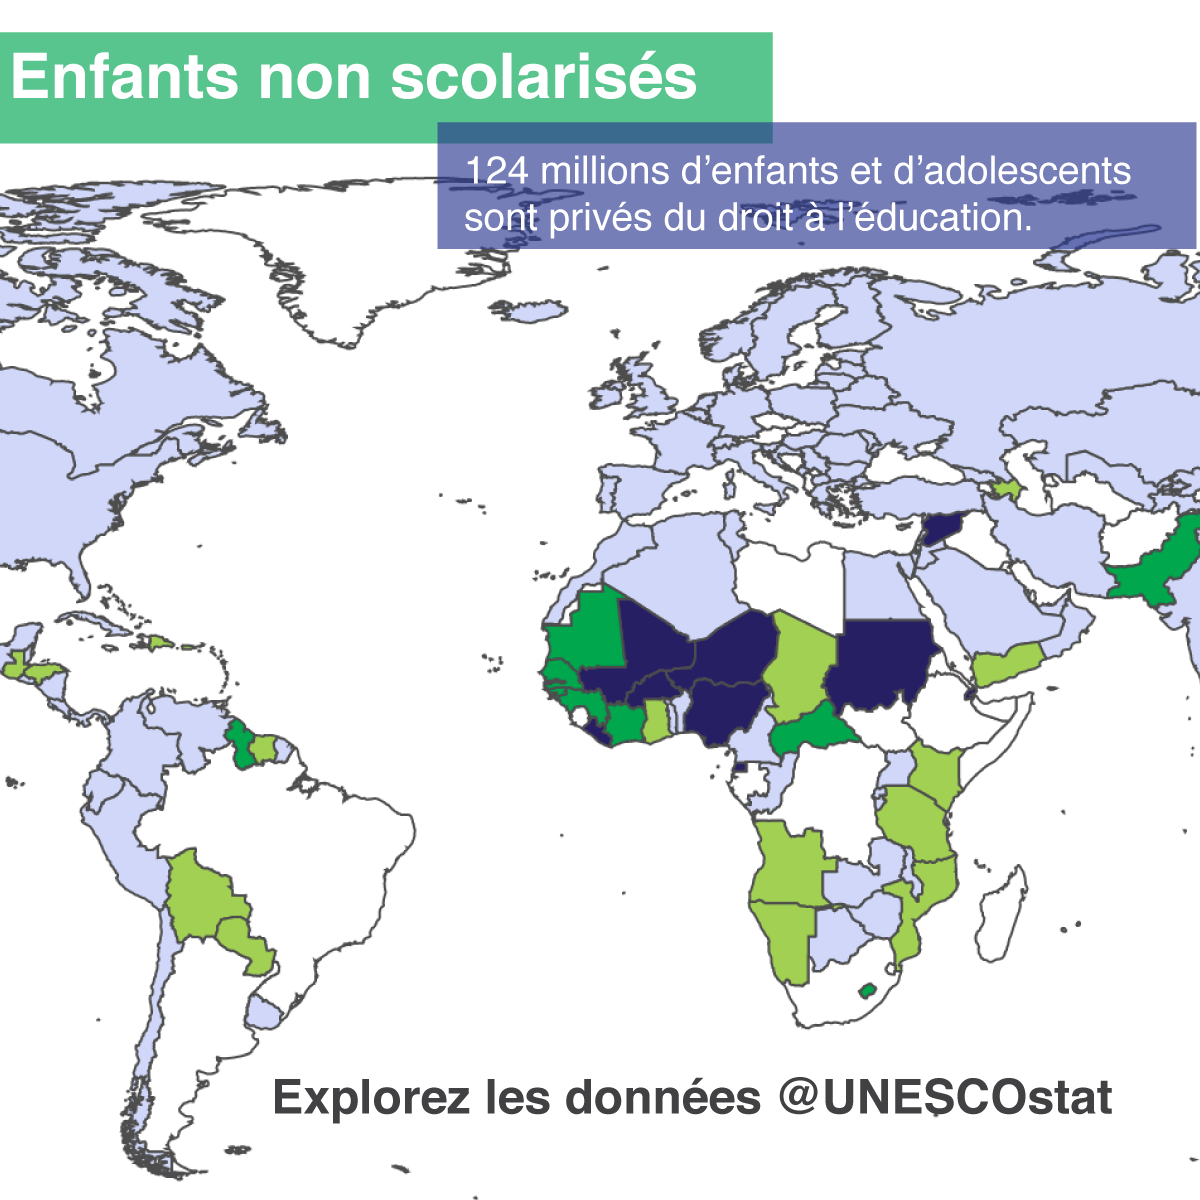 Enfants non scolarisés
124 millions d’enfants et d’adolescents
sont privés du droit à l’éducation.
Explorez les données @UNESCOstat